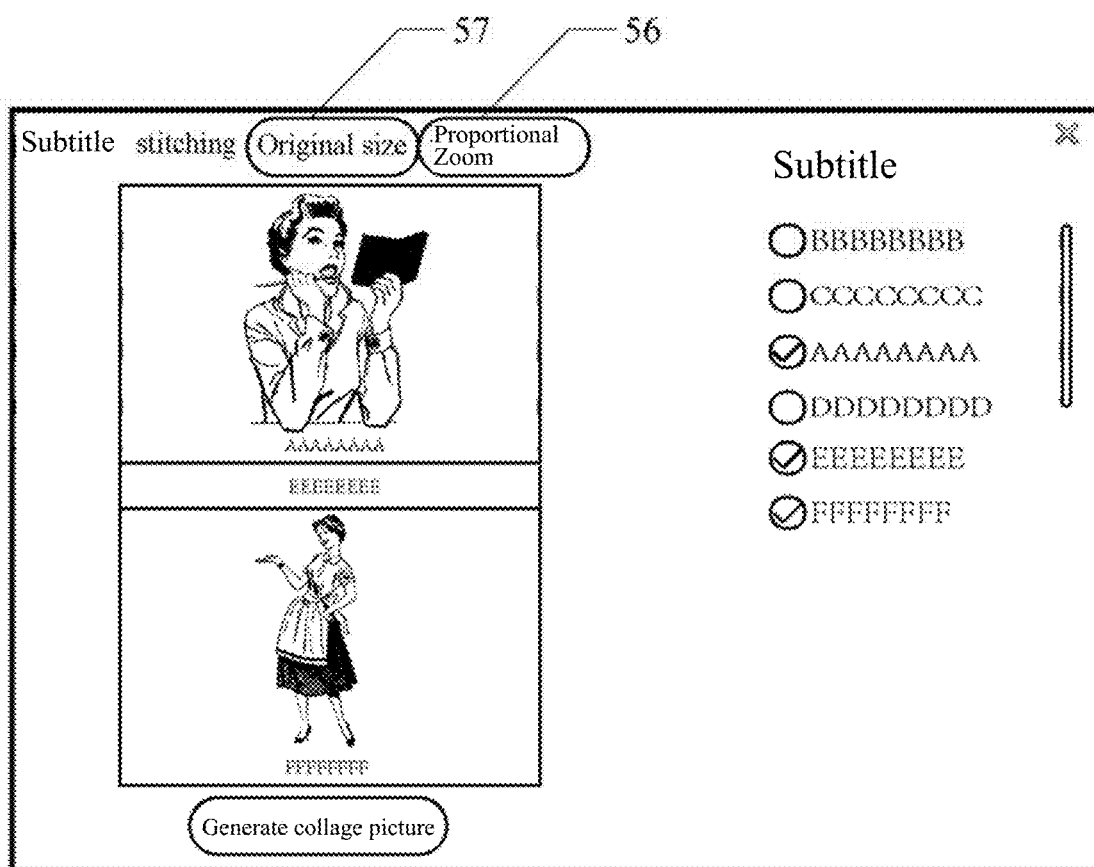 57
56
Subtitle stitching Original size Proportional Zoom
Subtitle
BBBBBBBB
CCCCCCCC
AAAAAAAA
DDDDDDDD
EEEEEEEE
FFFFFFFF
AAAAAAAA
EEEEEEEE
FFFFFFFF
Generate collage picture